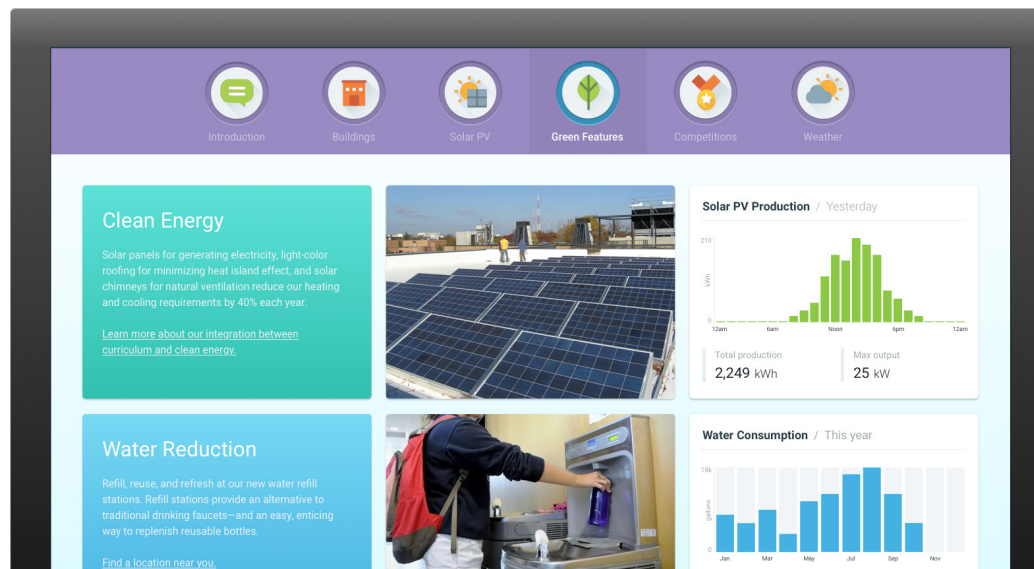 Introduction
Buildings
Solar PV
Green Features
Competitions
Weather
Clean Energy
Solar panels for generating electricity, light-color
roofing for minimizing heat island effect, and solar
chimneys for natural ventilation reduce our heating
and cooling requirements by 40% each year.
Learn more about our integration between
curriculum and clean energy.
Solar PV Production / Yesterday
210
kWh
0
12am 6am Noon 6pm 12am
Total production
2,249 kWh
Max output
25 kW
Water Reduction
Refill, reuse, and refresh at our new water refill
stations. Refill stations provide an alternative to
traditional drinking faucets—and an easy, enticing
way to replenish reusable bottles.
Find a location near you.
Water Consumption / This year
18k
gallons
0
Jan Mar May Jul Sep Nov